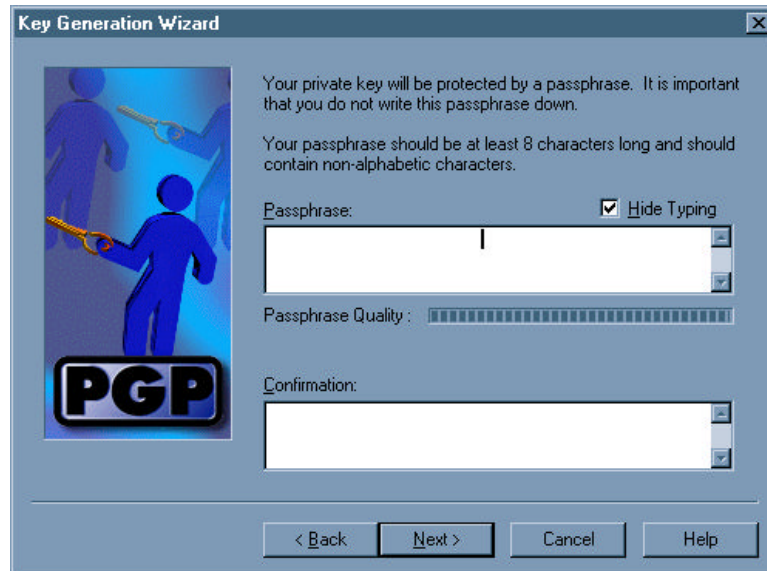 Key Generation Wizard
Your private key will be protected by a passphrase. It is important
that you do not write this passphrase down.
Your passphrase should be at least 8 characters long and should
contain non-alphabetic characters.
Passphrase:
Hide Typing
Passphrase Quality :
PGP
Confirmation:
< Back
Next >
Cancel
Help